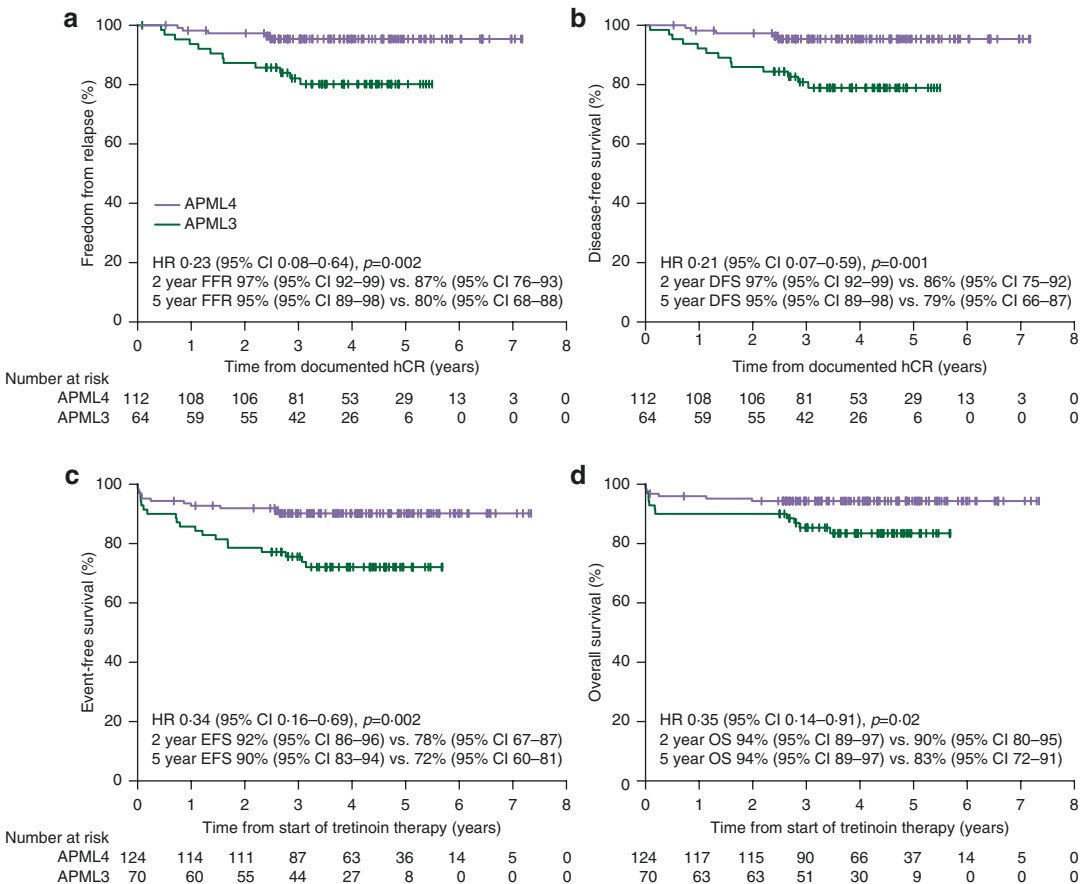 a
100
80
60
40
20
0
Freedom from relapse (%)
APML4
APML3
HR 0·23 (95% CI 0·08–0·64), p=0·002
2 year FFR 97% (95% CI 92–99) vs. 87% (95% CI 76–93)
5 year FFR 95% (95% CI 89–98) vs. 80% (95% CI 68–88)
0 1 2 3 4 5 6 7 8
Time from documented hCR (years)
Number at risk
APML4 112 108 106 81 53 29 13 3 0
APML3 64 59 55 42 26 6 0 0 0
b
100
80
60
40
20
0
Disease-free survival (%)
HR 0·21 (95% CI 0·07–0·59), p=0·001
2 year DFS 97% (95% CI 92–99) vs. 86% (95% CI 75–92)
5 year DFS 95% (95% CI 89–98) vs. 79% (95% CI 66–87)
0 1 2 3 4 5 6 7 8
Time from documented hCR (years)
112 108 106 81 53 29 13 3 0
64 59 55 42 26 6 0 0 0
c
100
80
60
40
20
0
Event-free survival (%)
HR 0·34 (95% CI 0·16–0·69), p=0·002
2 year EFS 92% (95% CI 86–96) vs. 78% (95% CI 67–87)
5 year EFS 90% (95% CI 83–94) vs. 72% (95% CI 60–81)
0 1 2 3 4 5 6 7 8
Time from start of tretinoin therapy (years)
Number at risk
APML4 124 114 111 87 63 36 14 5 0
APML3 70 60 55 44 27 8 0 0 0
d
100
80
60
40
20
0
Overall survival (%)
HR 0·35 (95% CI 0·14–0·91), p=0·02
2 year OS 94% (95% CI 89–97) vs. 90% (95% CI 80–95)
5 year OS 94% (95% CI 89–97) vs. 83% (95% CI 72–91)
0 1 2 3 4 5 6 7 8
Time from start of tretinoin therapy (years)
124 117 115 90 66 37 14 5 0
70 63 63 51 30 9 0 0 0